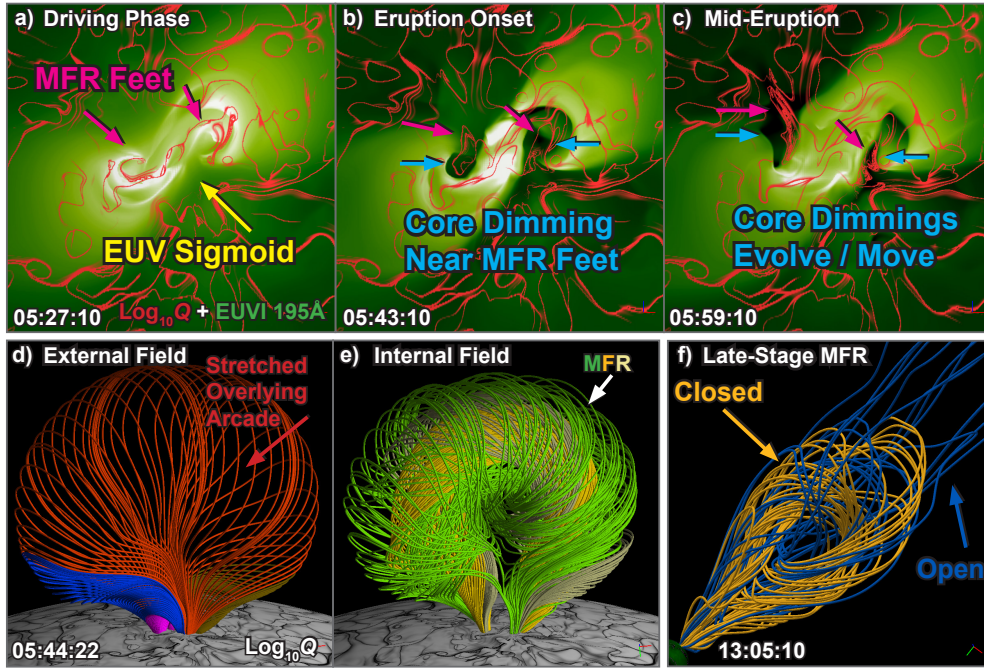 a) Driving Phase
MFR Feet
EUV Sigmoid
Log₁₀Q + EUVI 195Å
05:27:10
b) Eruption Onset
Core Dimming
Near MFR Feet
05:43:10
c) Mid-Eruption
Core Dimmings
Evolve / Move
05:59:10
d) External Field
Stretched
Overlying
Arcade
05:44:22
Log₁₀Q
e) Internal Field
MFR
f) Late-Stage MFR
Closed
Open
13:05:10